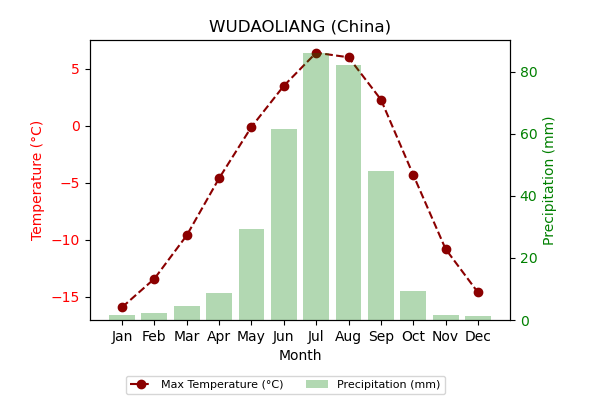 WUDAOLIANG (China)
Temperature (°C)
5
0
−5
−10
−15
Precipitation (mm)
80
60
40
20
0
Jan Feb Mar Apr May Jun Jul Aug Sep Oct Nov Dec
Month
Max Temperature (°C) Precipitation (mm)